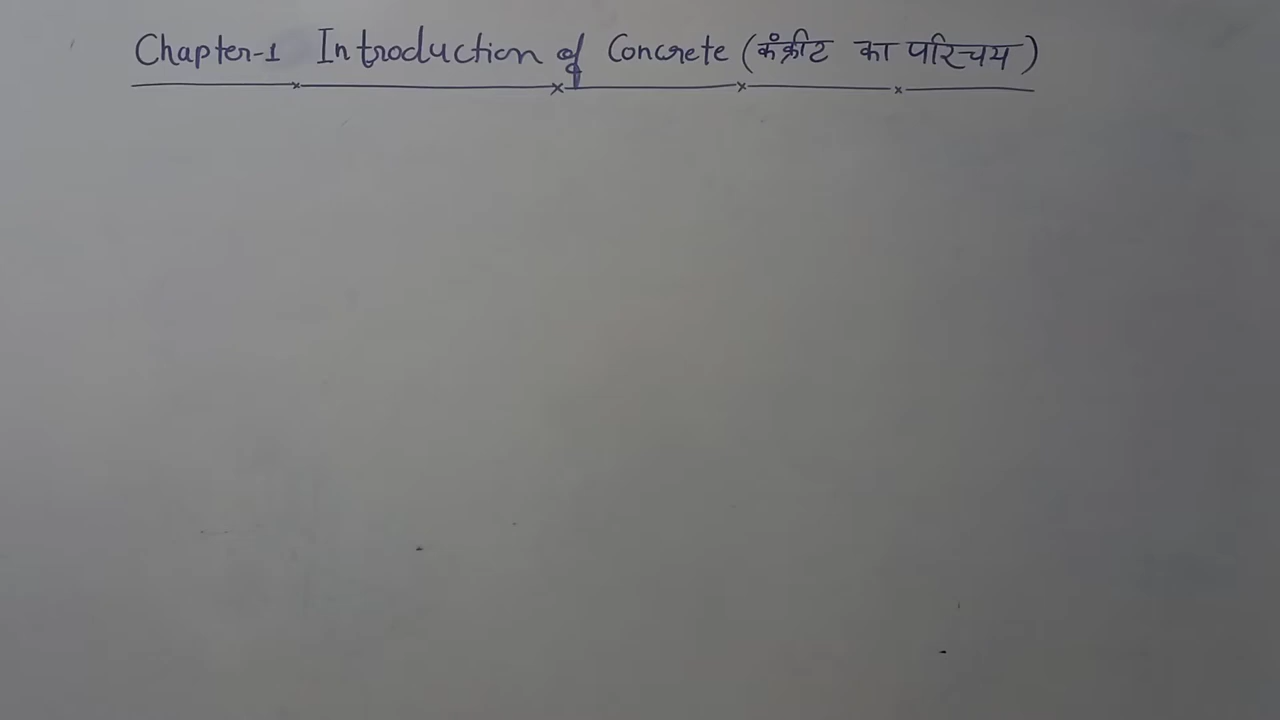 Chapter-1 Introduction of Concrete (कंक्रीट का परिचय)